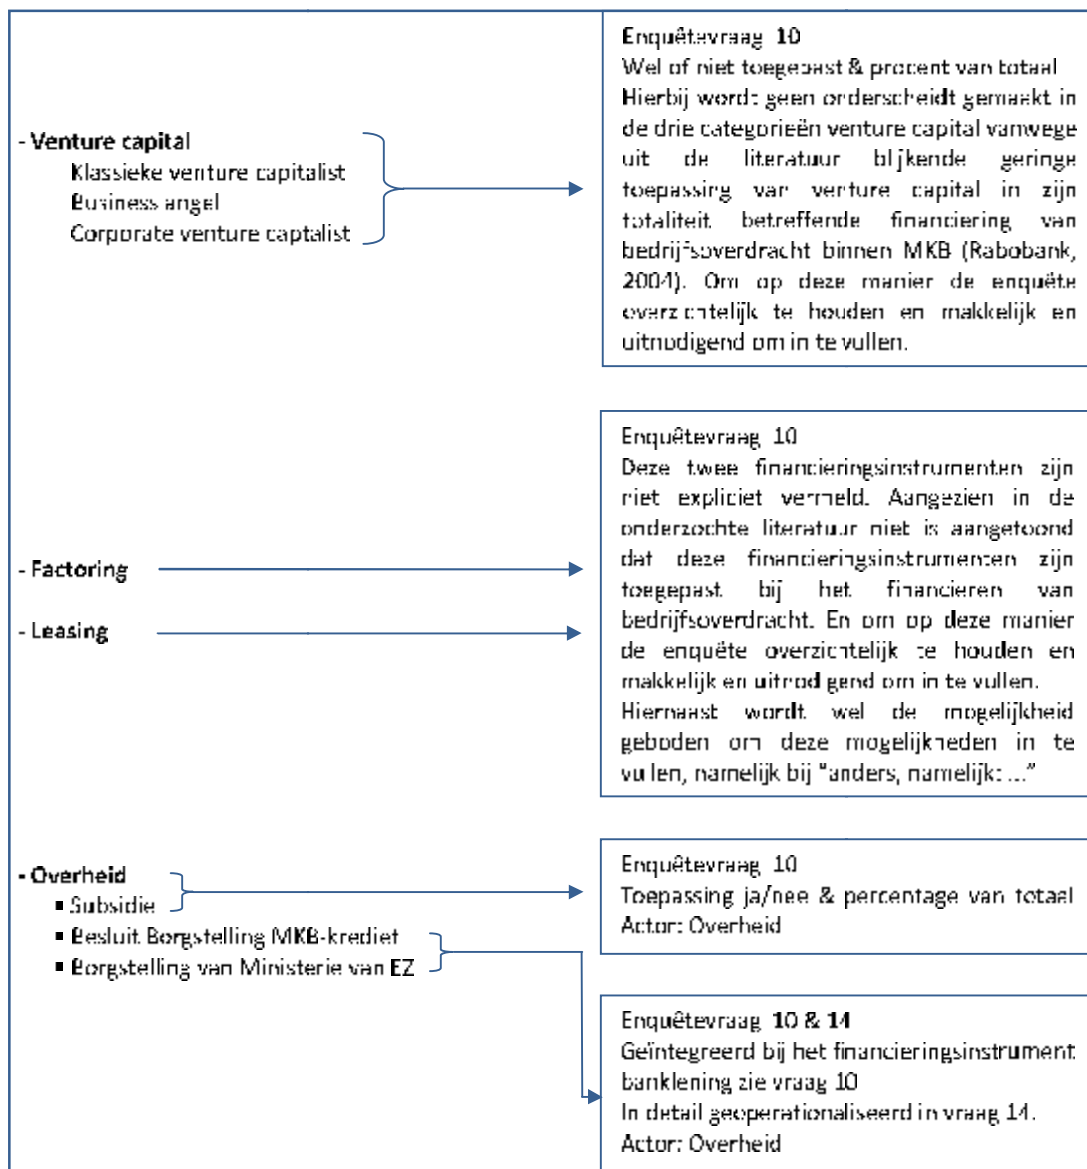 Enquêtevraag 10
Wel of niet toegepast & procent van totaal
Hierbij wordt geen onderscheidt gemaakt in
de drie categorieën venture capital vanwege
uit de literatuur blijkende geringe
toepassing van venture capital in zijn
totaliteit betreffende financiering van
bedrijfsoverdracht binnen MKB (Rabobank,
2004). Om op deze manier de enquête
overzichtelijk te houden en makkelijk en
uitnodigend om in te vullen.
- Venture capital
Klassieke venture capitalist
Business angel
Corporate venture captalist
Enquêtevraag 10
Deze twee financieringsinstrumenten zijn
niet expliciet vermeld. Aangezien in de
onderzochte literatuur niet is aangetoond
dat deze financieringsinstrumenten zijn
toegepast bij het financieren van
bedrijfsoverdracht. En om op deze manier
de enquête overzichtelijk te houden en
makkelijk en uitnodigend om in te vullen.
Hiernaast wordt wel de mogelijkheid
geboden om deze mogelijkheden in te
vullen, namelijk bij "anders, namelijk: ..."
- Factoring
- Leasing
- Overheid
▪ Subsidie
▪ Besluit Borgstelling MKB-krediet
▪ Borgstelling van Ministerie van EZ
Enquêtevraag 10
Toepassing ja/nee & percentage van totaal
Actor: Overheid
Enquêtevraag 10 & 14
Geïntegreerd bij het financieringsinstrument
banklening zie vraag 10
In detail geoperationaliseerd in vraag 14.
Actor: Overheid